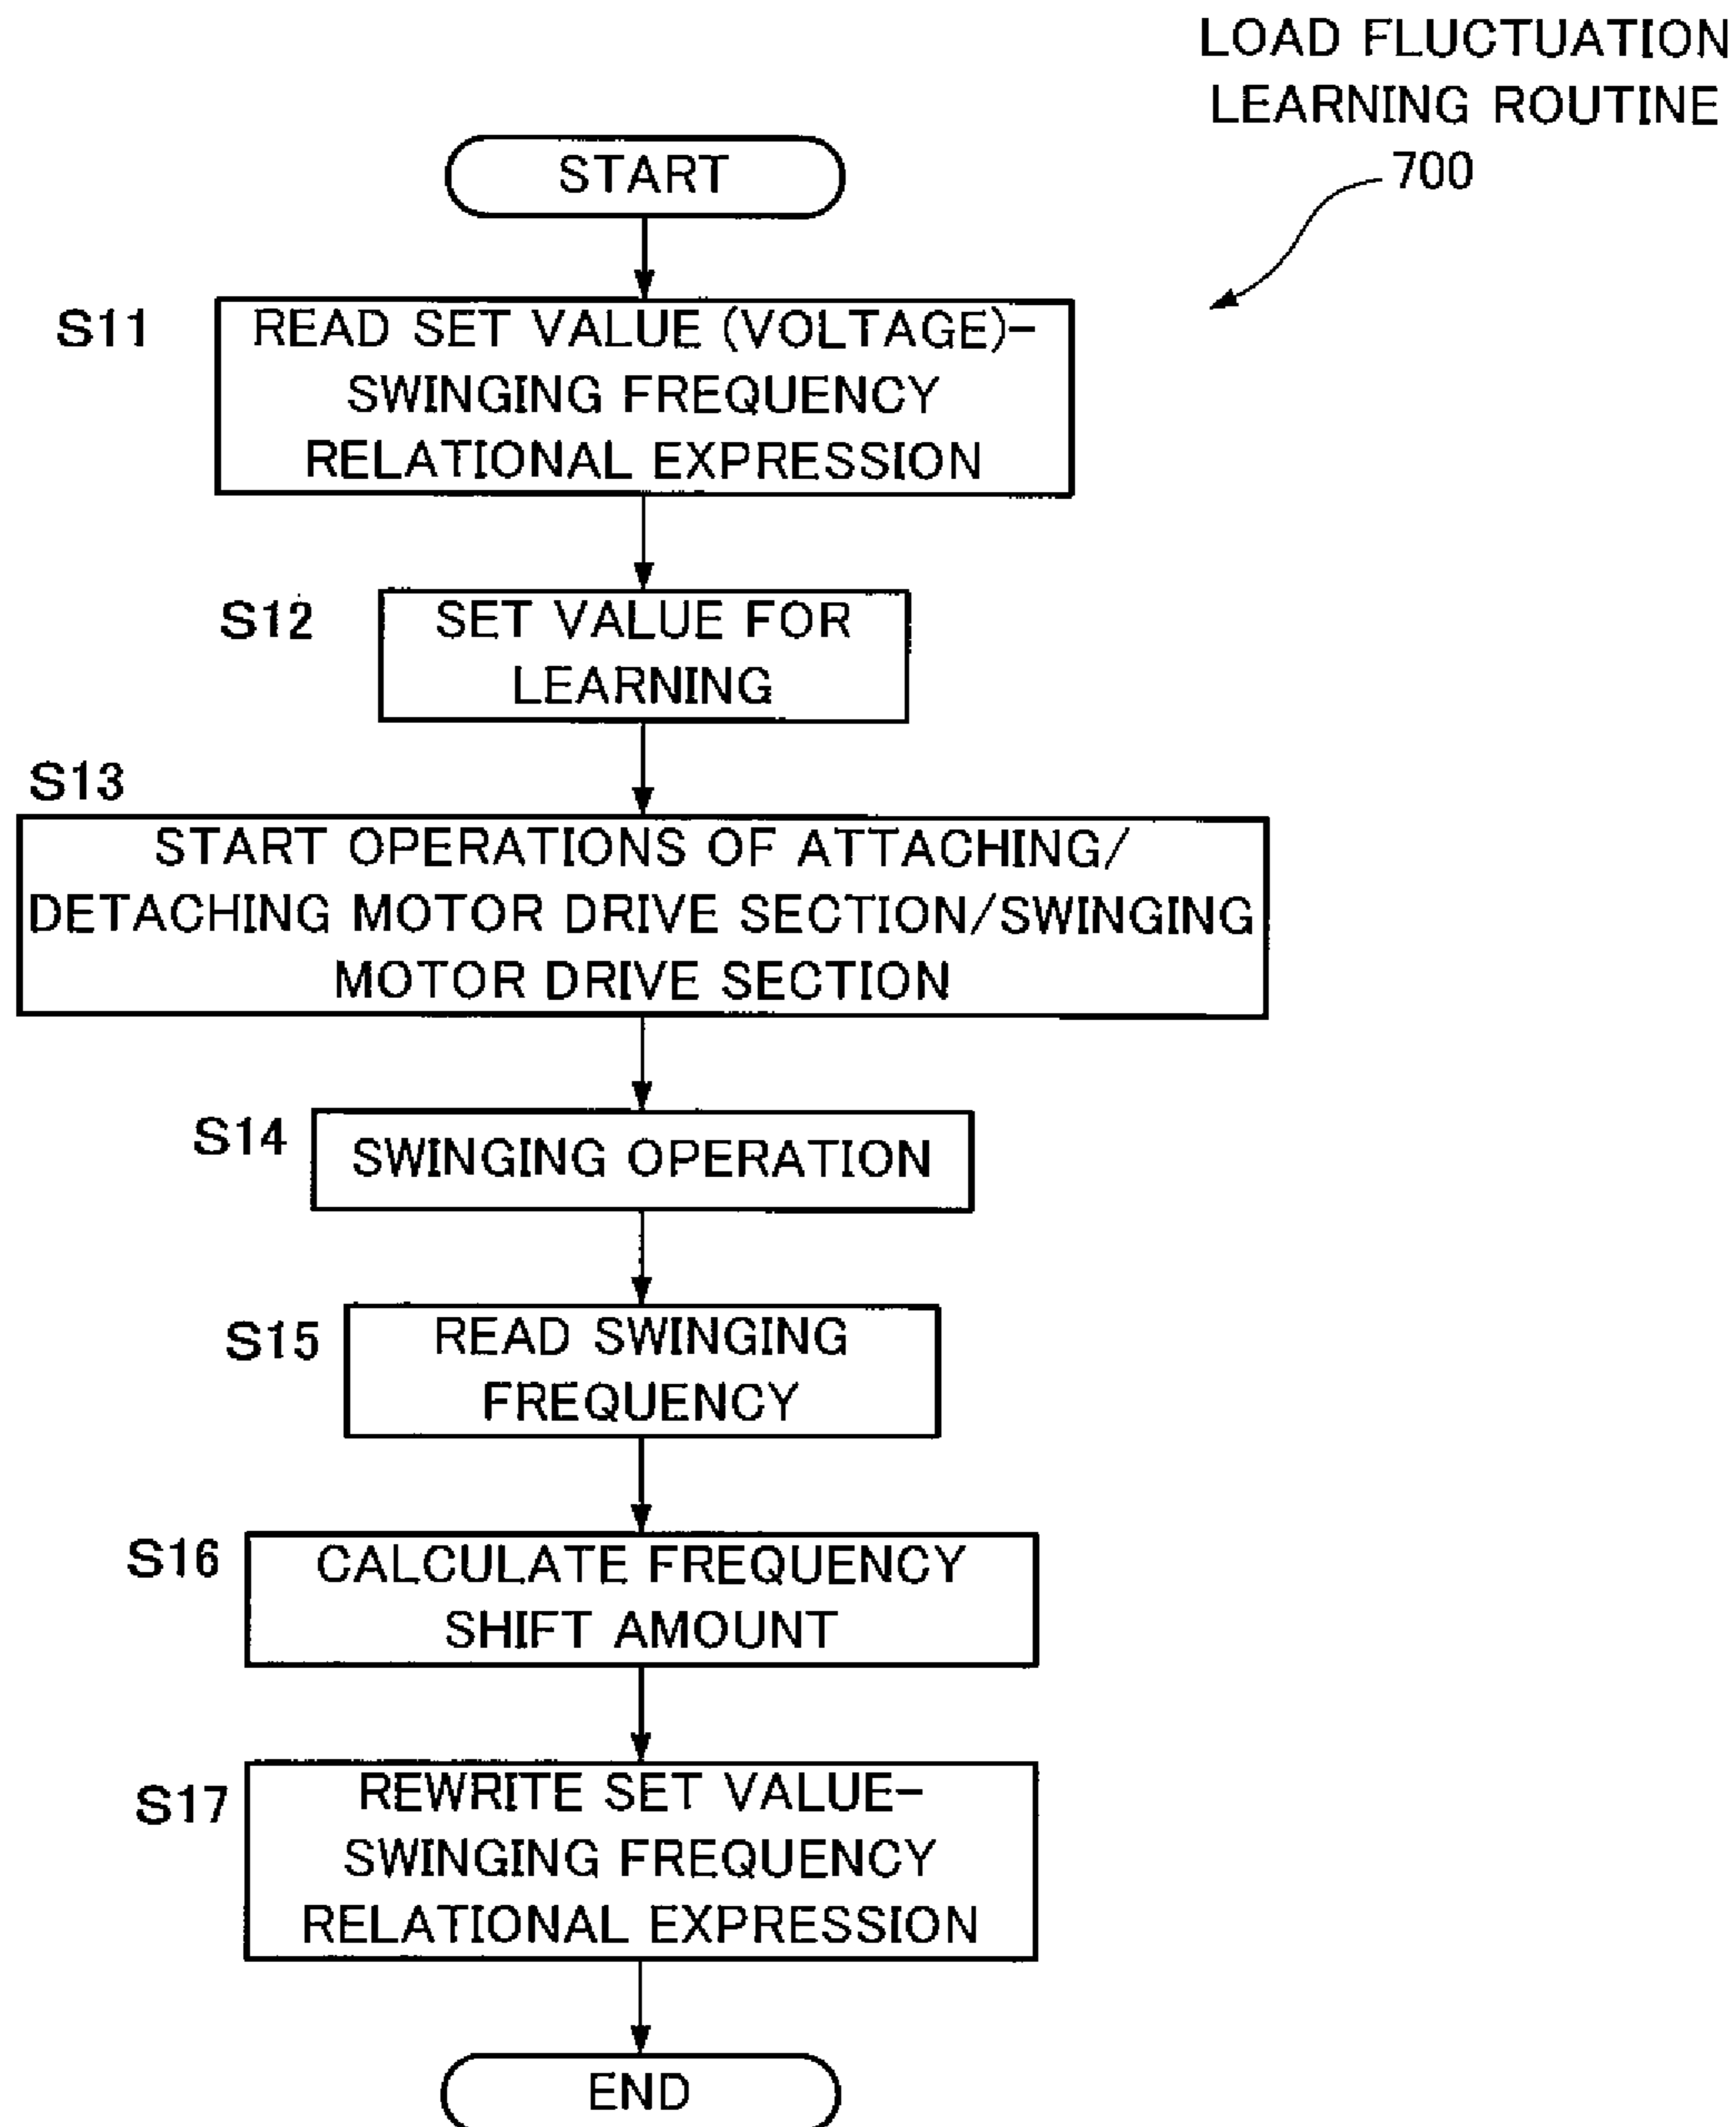 LOAD FLUCTUATION
LEARNING ROUTINE
700
START
S11
READ SET VALUE (VOLTAGE)-
SWINGING FREQUENCY
RELATIONAL EXPRESSION
S12
SET VALUE FOR
LEARNING
S13
START OPERATIONS OF ATTACHING/
DETACHING MOTOR DRIVE SECTION/SWINGING
MOTOR DRIVE SECTION
S14
SWINGING OPERATION
S15
READ SWINGING
FREQUENCY
S16
CALCULATE FREQUENCY
SHIFT AMOUNT
S17
REWRITE SET VALUE-
SWINGING FREQUENCY
RELATIONAL EXPRESSION
END